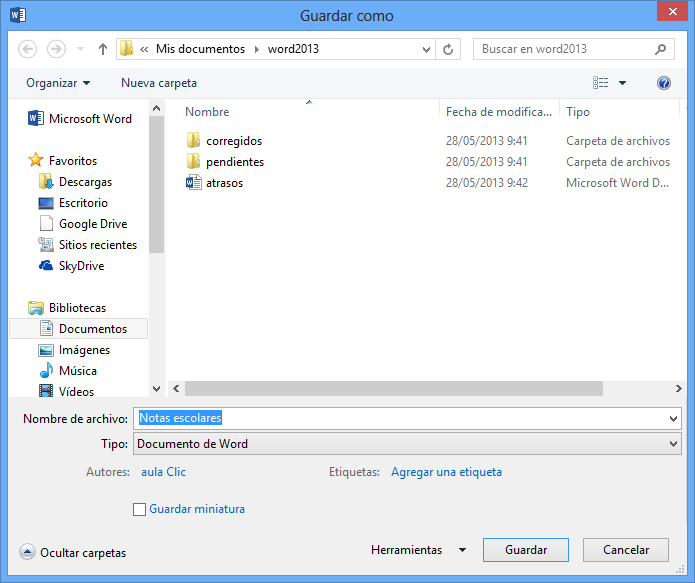 Guardar como
« Mis documentos word2013 Buscar en word2013
Organizar Nueva carpeta
Microsoft Word
Favoritos
Descargas
Escritorio
Google Drive
Sitios recientes
SkyDrive
Bibliotecas
Documentos
Imágenes
Música
Vídeos
Nombre Fecha de modifica... Tipo
corregidos 28/05/2013 9:41 Carpeta de archivos
pendientes 28/05/2013 9:41 Carpeta de archivos
atrasos 28/05/2013 9:42 Microsoft Word D...
Nombre de archivo: Notas escolares
Tipo: Documento de Word
Autores: aula Clic Etiquetas: Agregar una etiqueta
Guardar miniatura
Ocultar carpetas Herramientas Guardar Cancelar